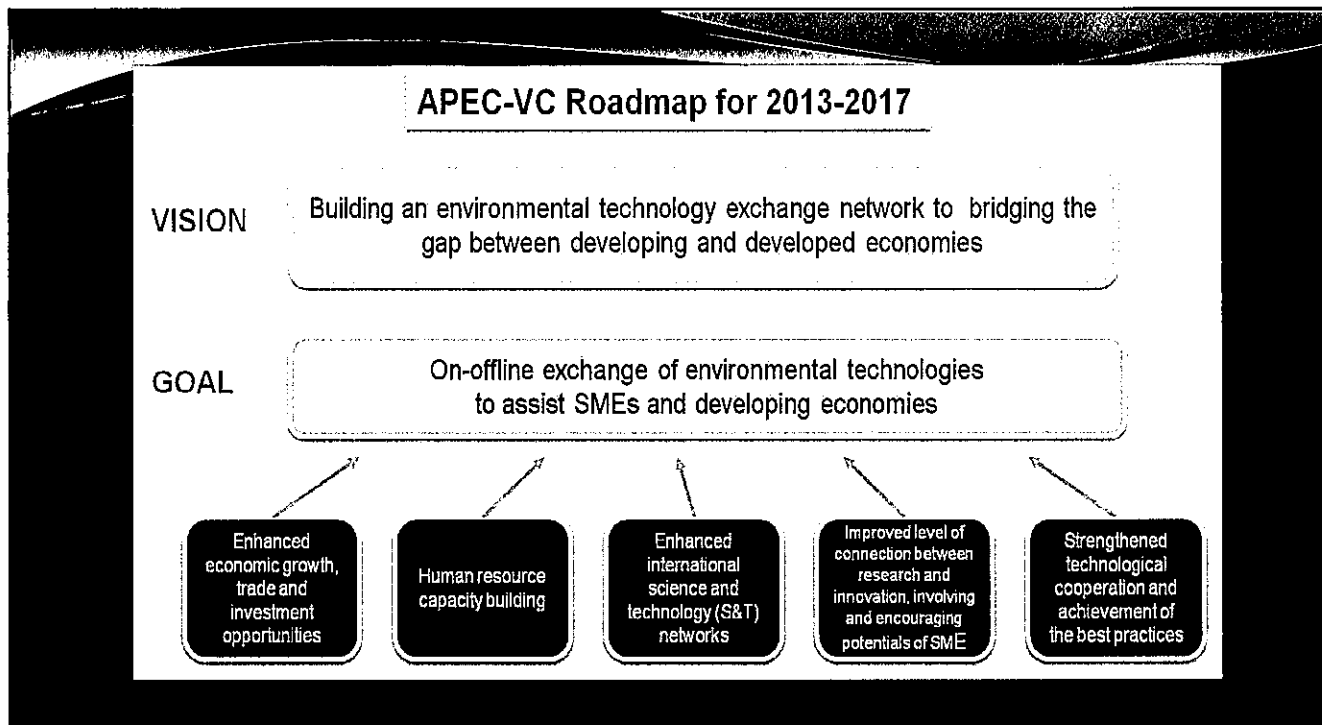 APEC-VC Roadmap for 2013-2017
VISION
Building an environmental technology exchange network to bridging the
gap between developing and developed economies
GOAL
On-offline exchange of environmental technologies
to assist SMEs and developing economies
Enhanced
economic growth,
trade and
investment
opportunities
Human resource
capacity building
Enhanced
international
science and
technology (S&T)
networks
Improved level of
connection between
research and
innovation, involving
and encouraging
potentials of SME
Strengthened
technological
cooperation and
achievement of
the best practices